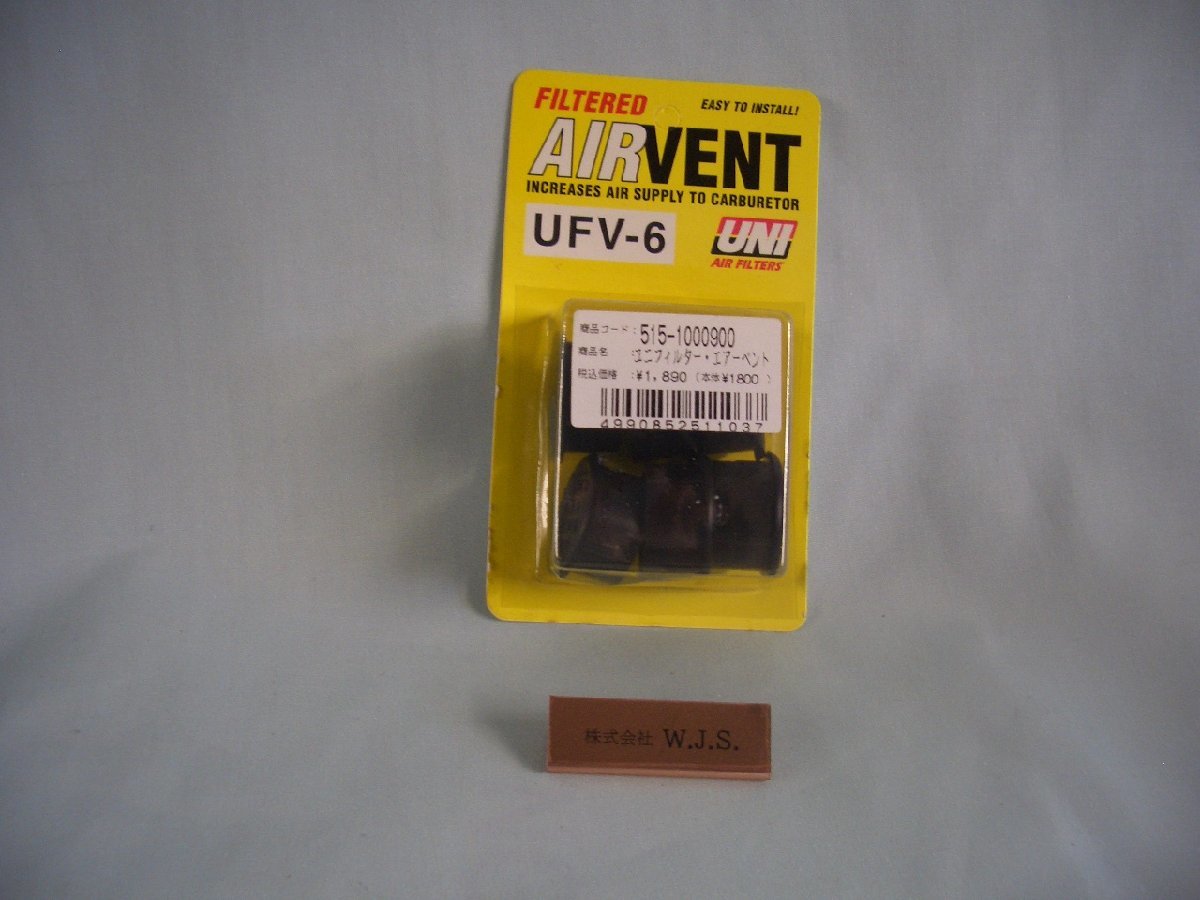 FILTERED
EASY TO INSTALL!
AIRVENT
INCREASES AIR SUPPLY TO CARBURETOR
UFV-6
UNI
AIR FILTERS
商品コード:515-1000900
商品名 :ユニフィルター・エアーベント
税込価格 :¥1,890 (本体¥1800 )
4990852511037
株式会社 W.J.S.